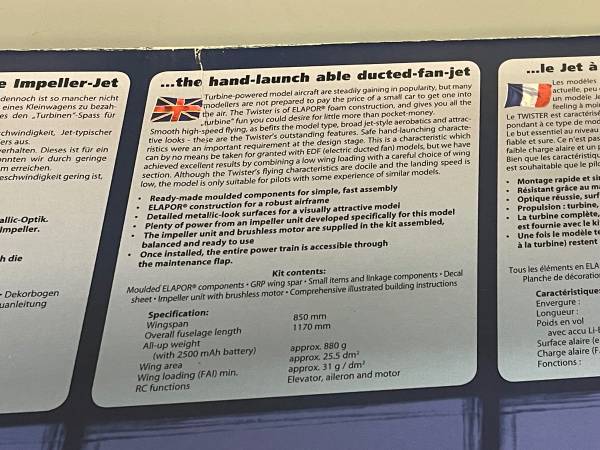 e Impeller-Jet
dennoch ist so mancher nicht
eines Kleinwagens zu bezah-
es den „Turbinen"-Spass für
chwindigkeit, Jet-typischer
ers aus.
verhalten. Dieses ist für ein
onnten wir durch geringe
m erreichen.
eschwindigkeit gering ist,
allic-Optik.
Impeller.
h die
• Dekorbogen
uanleitung
...the hand-launch able ducted-fan-jet
Turbine-powered model aircraft are steadily gaining in popularity, but many
modellers are not prepared to pay the price of a small car to get one into
the air. The Twister is of ELAPOR® foam construction, and gives you all the
„turbine" fun you could desire for little more than pocket-money.
Smooth high-speed flying, as befits the model type, broad jet-style aerobatics and attrac-
tive looks - these are the Twister's outstanding features. Safe hand-launching characte-
ristics were an important requirement at the design stage. This is a characteristic which
can by no means be taken for granted with EDF (electric ducted fan) models, but we have
achieved excellent results by combining a low wing loading with a careful choice of wing
section. Although the Twister's flying characteristics are docile and the landing speed is
low, the model is only suitable for pilots with some experience of similar models.
• Ready-made moulded components for simple, fast assembly
• ELAPOR® construction for a robust airframe
• Detailed metallic-look surfaces for a visually attractive model
• Plenty of power from an impeller unit developed specifically for this model
• The impeller unit and brushless motor are supplied in the kit assembled,
balanced and ready to use
• Once installed, the entire power train is accessible through
the maintenance flap.
Kit contents:
Moulded ELAPOR® components • GRP wing spar • Small items and linkage components • Decal
sheet • Impeller unit with brushless motor • Comprehensive illustrated building instructions
Specification:
Wingspan 850 mm
Overall fuselage length 1170 mm
All-up weight
(with 2500 mAh battery) approx. 880 g
Wing area approx. 25.5 dm²
Wing loading (FAI) min. approx. 31 g / dm²
RC functions Elevator, aileron and motor
...le Jet à
Les modèles
actuelle, peu
un modèle Je
feeling à moin
Le TWISTER est caractérisé
pondant à ce type de mod
Le but essentiel au niveau
fiable et sure. Ce n'est pas
faible charge alaire et un p
Bien que les caractéristiqu
est souhaitable que le pilo
• Montage rapide et si
• Résistant grâce au ma
• Optique réussie, surf
• Propulsion : turbine,
• La turbine complète,
est fournie avec le ki
• Une fois le modèle te
à la turbine) restent
Tous les éléments en ELA
Planche de décoratio
Caractéristique
Envergure :
Longueur :
Poids en vol
avec accu Li-B
Surface alaire (e
Charge alaire (FA
Fonctions :